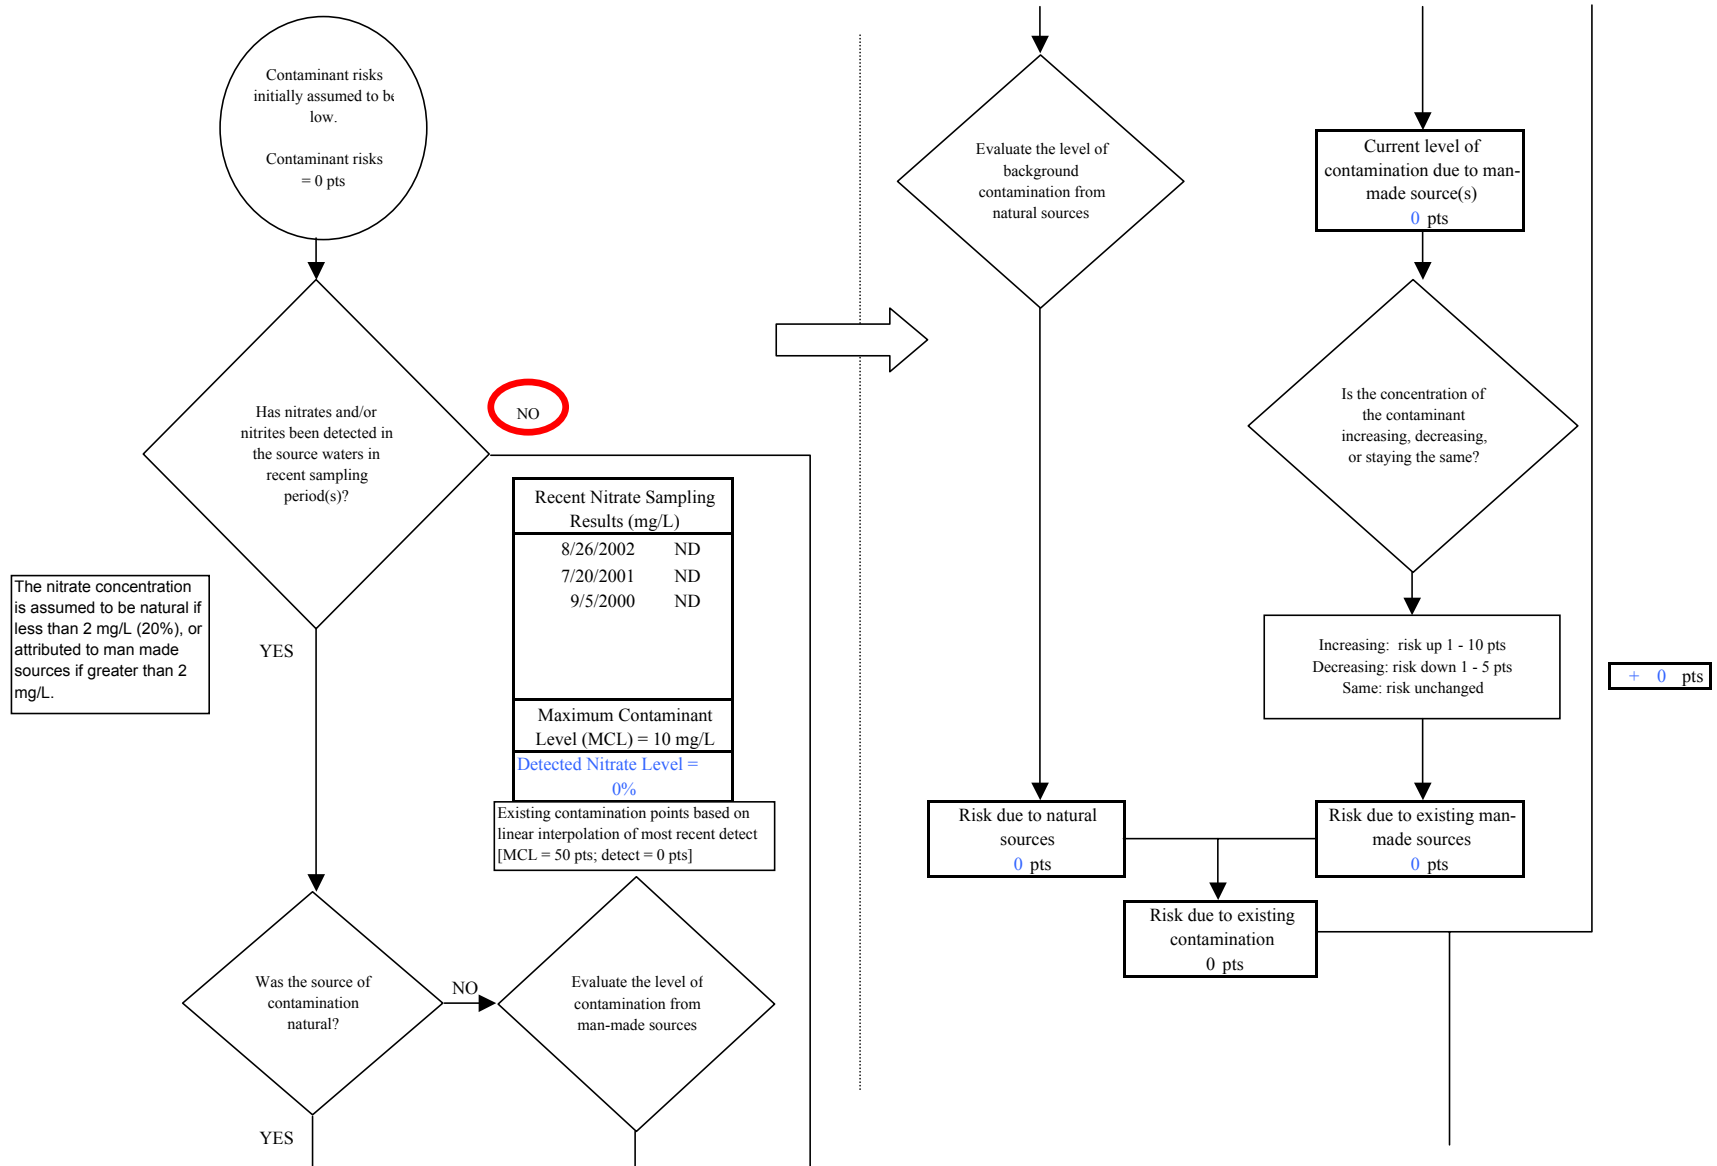 Contaminant risks
initially assumed to be
low.
Contaminant risks
= 0 pts
Has nitrates and/or
nitrites been detected in
the source waters in
recent sampling
period(s)?
NO
YES
The nitrate concentration
is assumed to be natural if
less than 2 mg/L (20%), or
attributed to man made
sources if greater than 2
mg/L.
Recent Nitrate Sampling
Results (mg/L)
8/26/2002 ND
7/20/2001 ND
9/5/2000 ND
Maximum Contaminant
Level (MCL) = 10 mg/L
Detected Nitrate Level =
0%
Existing contamination points based on
linear interpolation of most recent detect
[MCL = 50 pts; detect = 0 pts]
Was the source of
contamination
natural?
NO
YES
Evaluate the level of
contamination from
man-made sources
Evaluate the level of
background
contamination from
natural sources
Current level of
contamination due to man-
made source(s)
0 pts
Is the concentration of
the contaminant
increasing, decreasing,
or staying the same?
Increasing: risk up 1 - 10 pts
Decreasing: risk down 1 - 5 pts
Same: risk unchanged
+ 0 pts
Risk due to natural
sources
0 pts
Risk due to existing man-
made sources
0 pts
Risk due to existing
contamination
0 pts